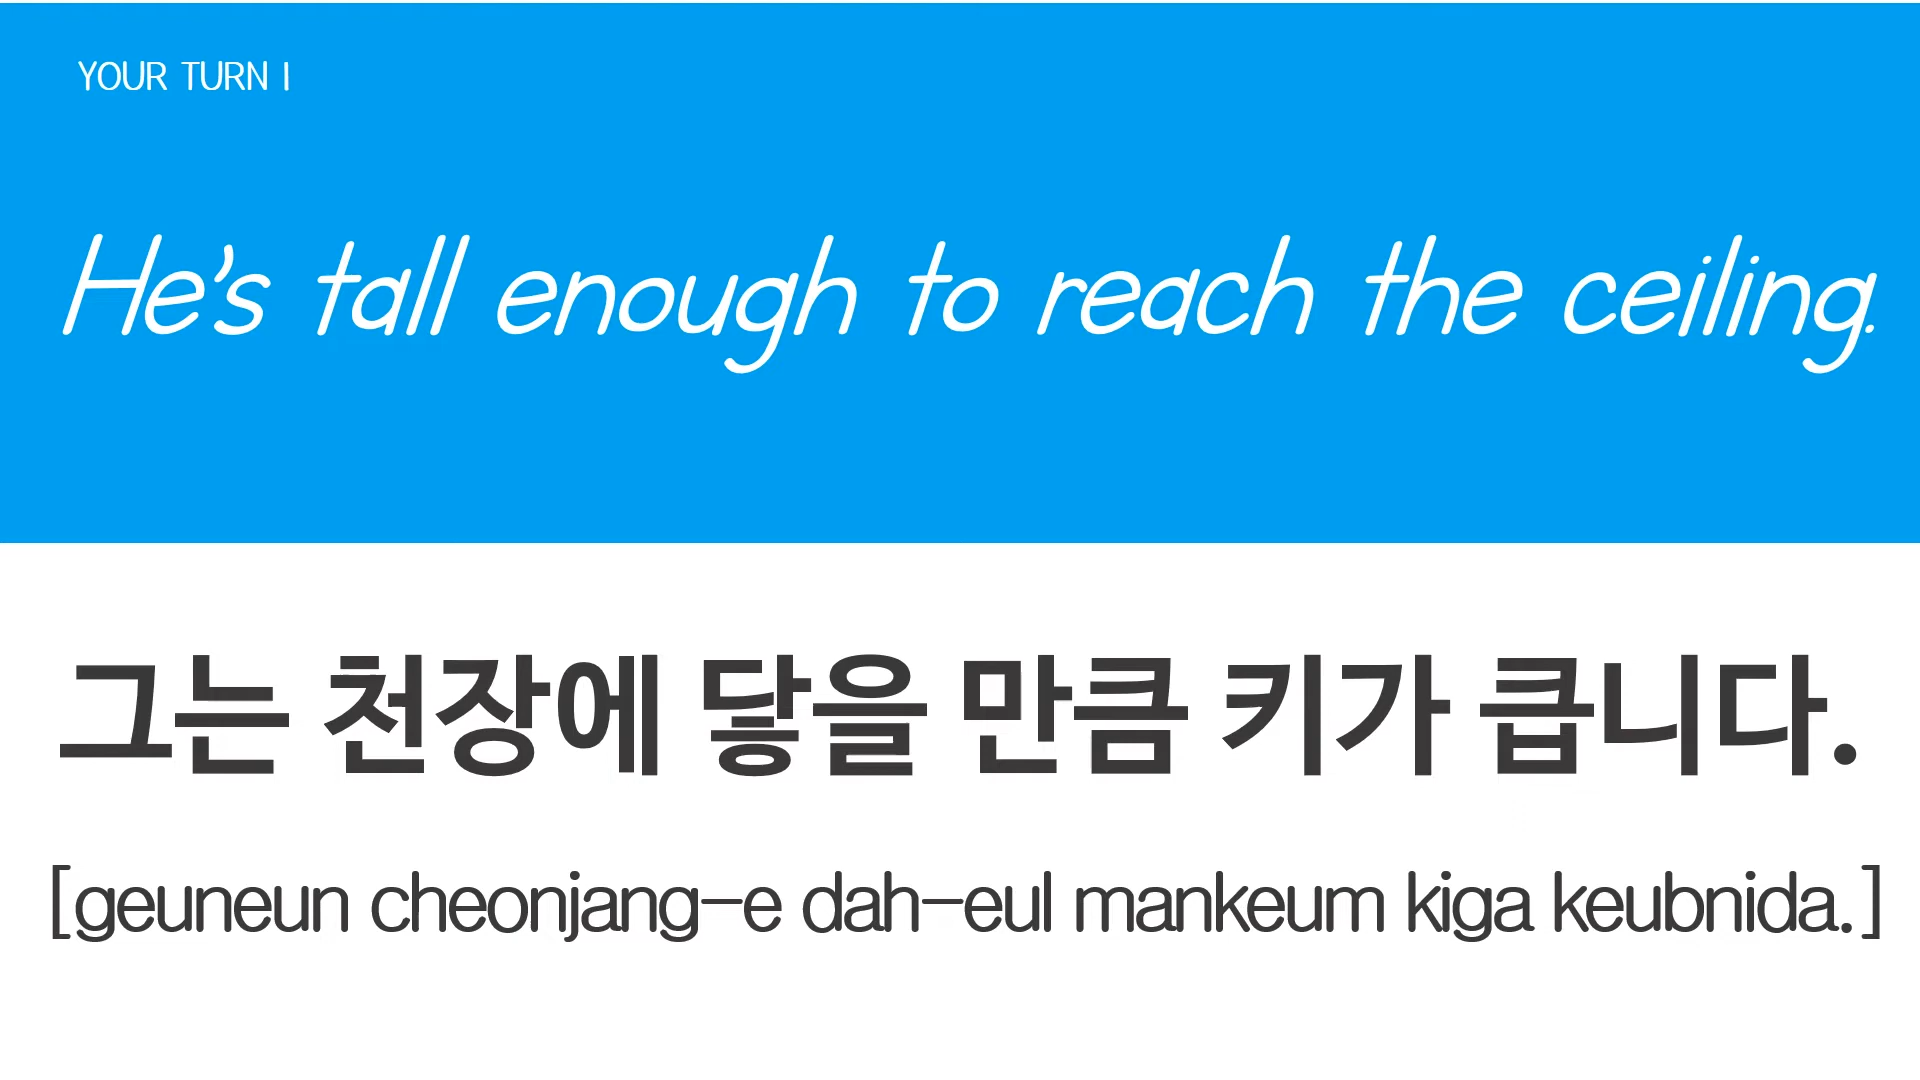 YOUR TURN I
He's tall enough to reach the ceiling.
그는 천장에 닿을 만큼 키가 큽니다.
[geuneun cheonjang-e dah-eul mankeum kiga keubnida.]